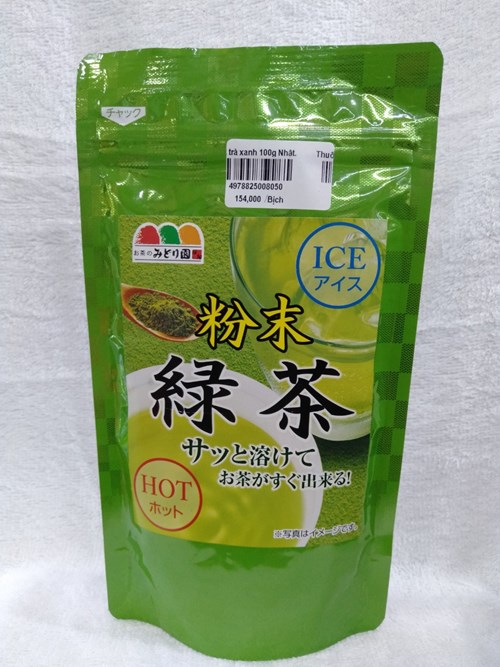 チャック
trà xanh 100g Nhật. Thuố
4978825008050
154,000 /Bịch
お茶のみどり園
ICE
アイス
粉末
緑茶
サッと溶けて
お茶がすぐ出来る!
HOT
ホット
※写真はイメージです。